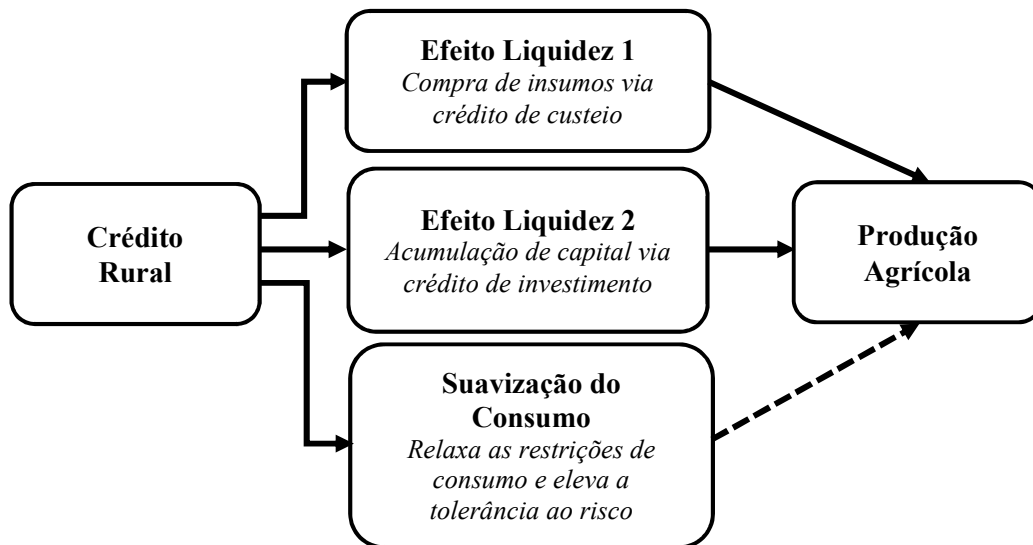 Efeito Liquidez 1
Compra de insumos via
crédito de custeio
Crédito
Rural
Efeito Liquidez 2
Acumulação de capital via
crédito de investimento
Produção
Agrícola
Suavização do
Consumo
Relaxa as restrições de
consumo e eleva a
tolerância ao risco